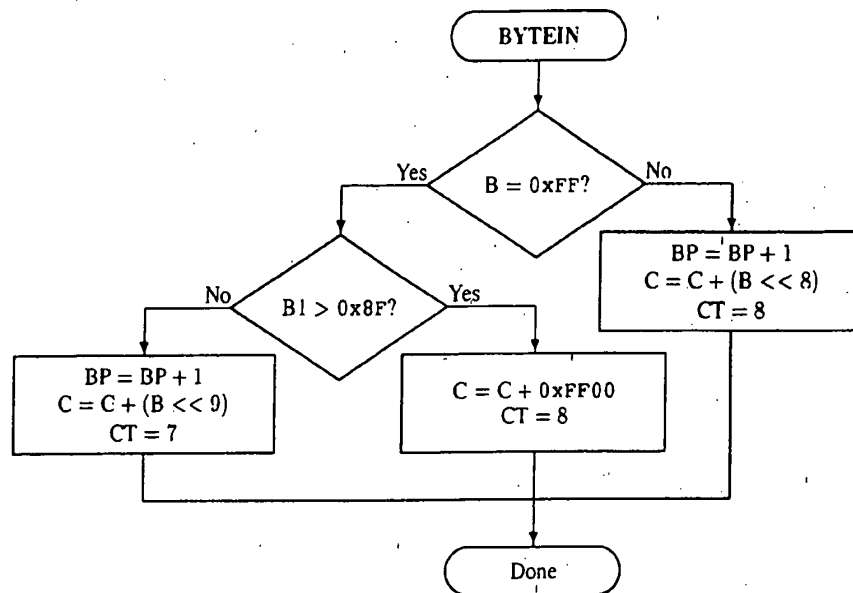 BYTEIN
Yes
B = 0xFF?
No
BP = BP + 1
C = C + (B << 8)
CT = 8
No
B1 > 0x8F?
Yes
BP = BP + 1
C = C + (B << 9)
CT = 7
C = C + 0xFF00
CT = 8
Done